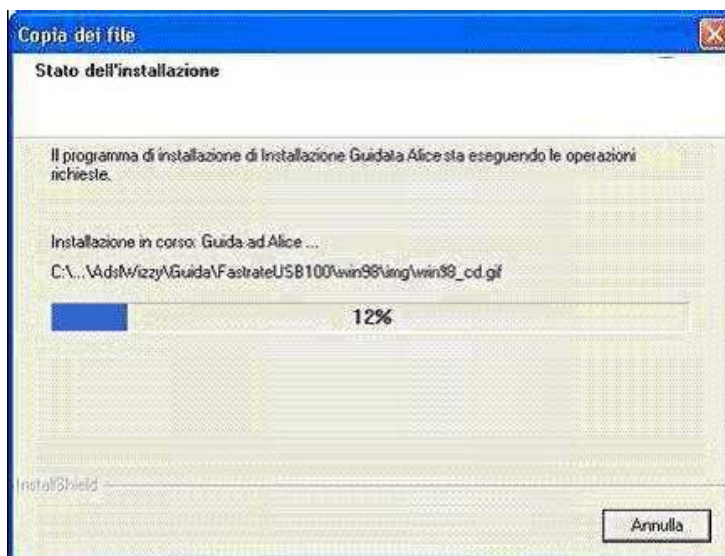 Copia dei file
Stato dell'installazione
Il programma di installazione di Installazione Guidata Alice sta eseguendo le operazioni
richieste.
Installazione in corso: Guida ad Alice ...
C:\...\AdslWizzy\Guida\FastrateUSB100\win98\img\win98_cd.gif
12%
InstallShield
Annulla